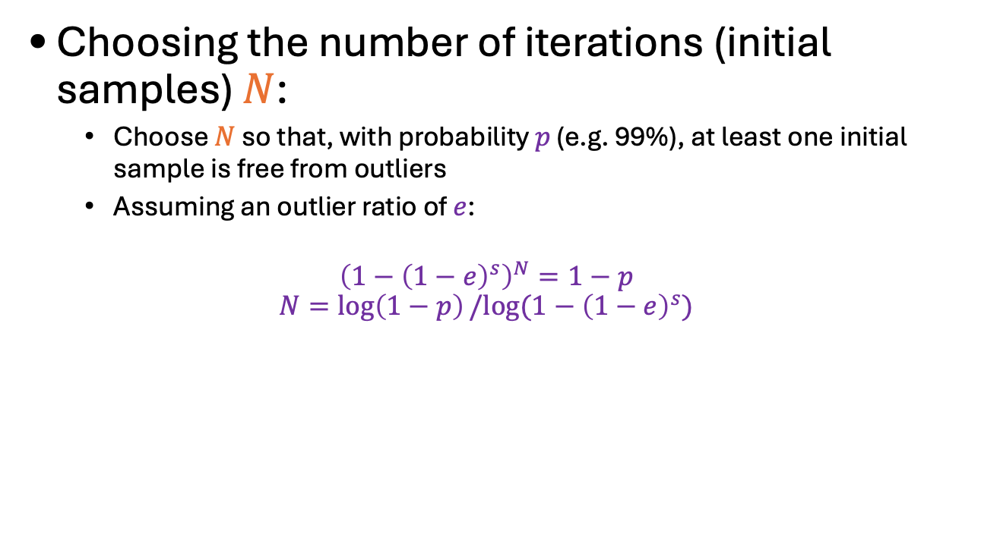 • Choosing the number of iterations (initial
samples) N:
• Choose N so that, with probability p (e.g. 99%), at least one initial
sample is free from outliers
• Assuming an outlier ratio of e:
(1 − (1 − e)^s)^N = 1 − p
N = log(1 − p) /log(1 − (1 − e)^s)